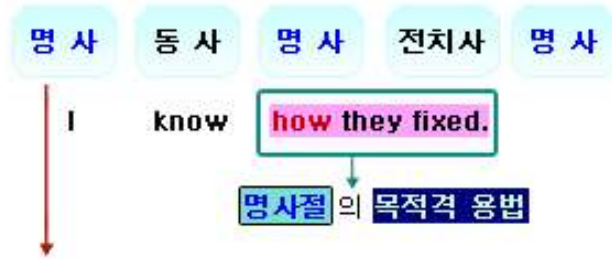 명 사 동 사 명 사 전치사 명 사
I know how they fixed.
명사절 의 목적격 용법